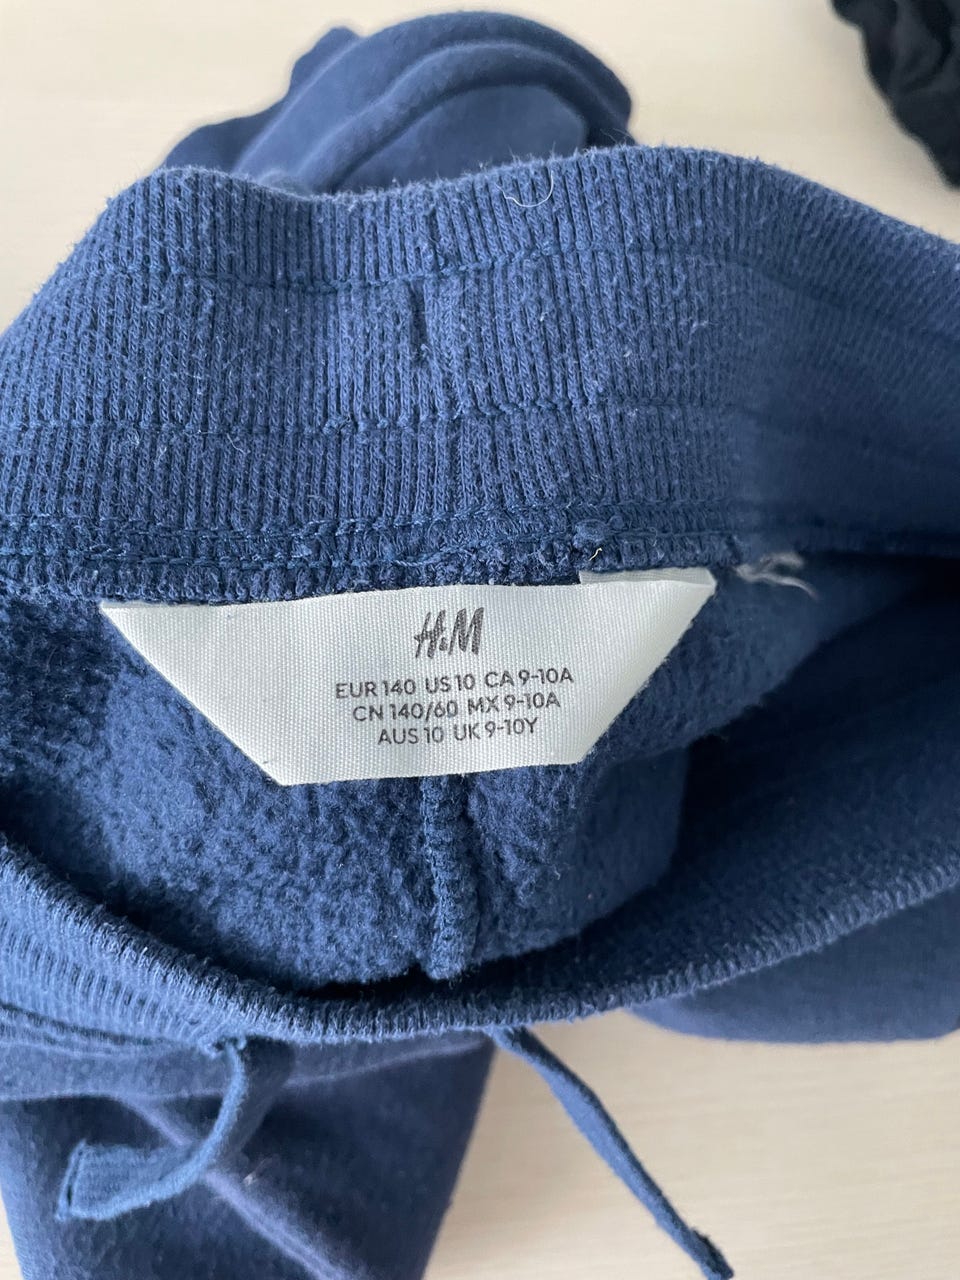 H&M
EUR 140 US 10 CA 9-10A
CN 140/60 MX 9-10A
AUS 10 UK 9-10Y